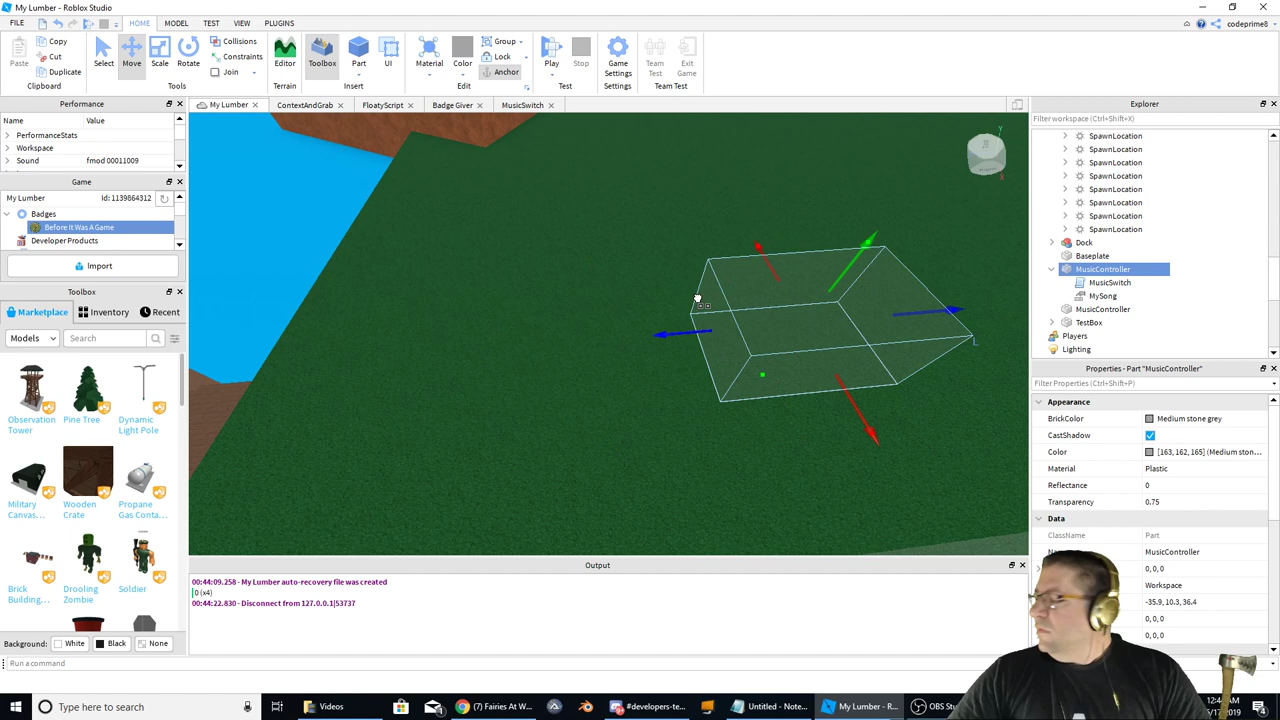 My Lumber - Roblox Studio
FILE HOME MODEL TEST VIEW PLUGINS codeprime8
Paste Copy Cut Duplicate Select Move Scale Rotate Collisions Constraints Join Editor Toolbox Part UI Material Color Group Lock Anchor Play Stop Game Settings Team Test Exit Game
Clipboard Tools Terrain Insert Edit Test Settings Team Test
Performance My Lumber ContextAndGrab FloatyScript Badge Giver MusicSwitch Explorer
Name Value
PerformanceStats
Workspace
Sound fmod 00011009
Game
My Lumber Id: 1139864312
Badges
Before It Was A Game
Developer Products
Import
Toolbox
Marketplace Inventory Recent
Models Search
Observation Tower
Pine Tree
Dynamic Light Pole
Military Canvas...
Wooden Crate
Propane Gas Conta...
Brick Building...
Drooling Zombie
Soldier
Background: White Black None
Output
00:44:09.258 - My Lumber auto-recovery file was created
0 (x4)
00:44:22.830 - Disconnect from 127.0.0.1|53737
Run a command
Filter workspace (Ctrl+Shift+X)
SpawnLocation
SpawnLocation
SpawnLocation
SpawnLocation
SpawnLocation
SpawnLocation
SpawnLocation
SpawnLocation
Dock
Baseplate
MusicController
MusicSwitch
MySong
MusicController
TestBox
Players
Lighting
Properties - Part "MusicController"
Filter Properties (Ctrl+Shift+P)
Appearance
BrickColor Medium stone grey
CastShadow
Color [163, 162, 165] (Medium ston...
Material Plastic
Reflectance 0
Transparency 0.75
Data
ClassName Part
MusicController
0, 0, 0
Workspace
-35.9, 10.3, 36.4
0, 0, 0
0, 0, 0
Type here to search
Videos
(7) Fairies At W...
#developers-te...
Untitled - Note...
My Lumber - R...
OBS